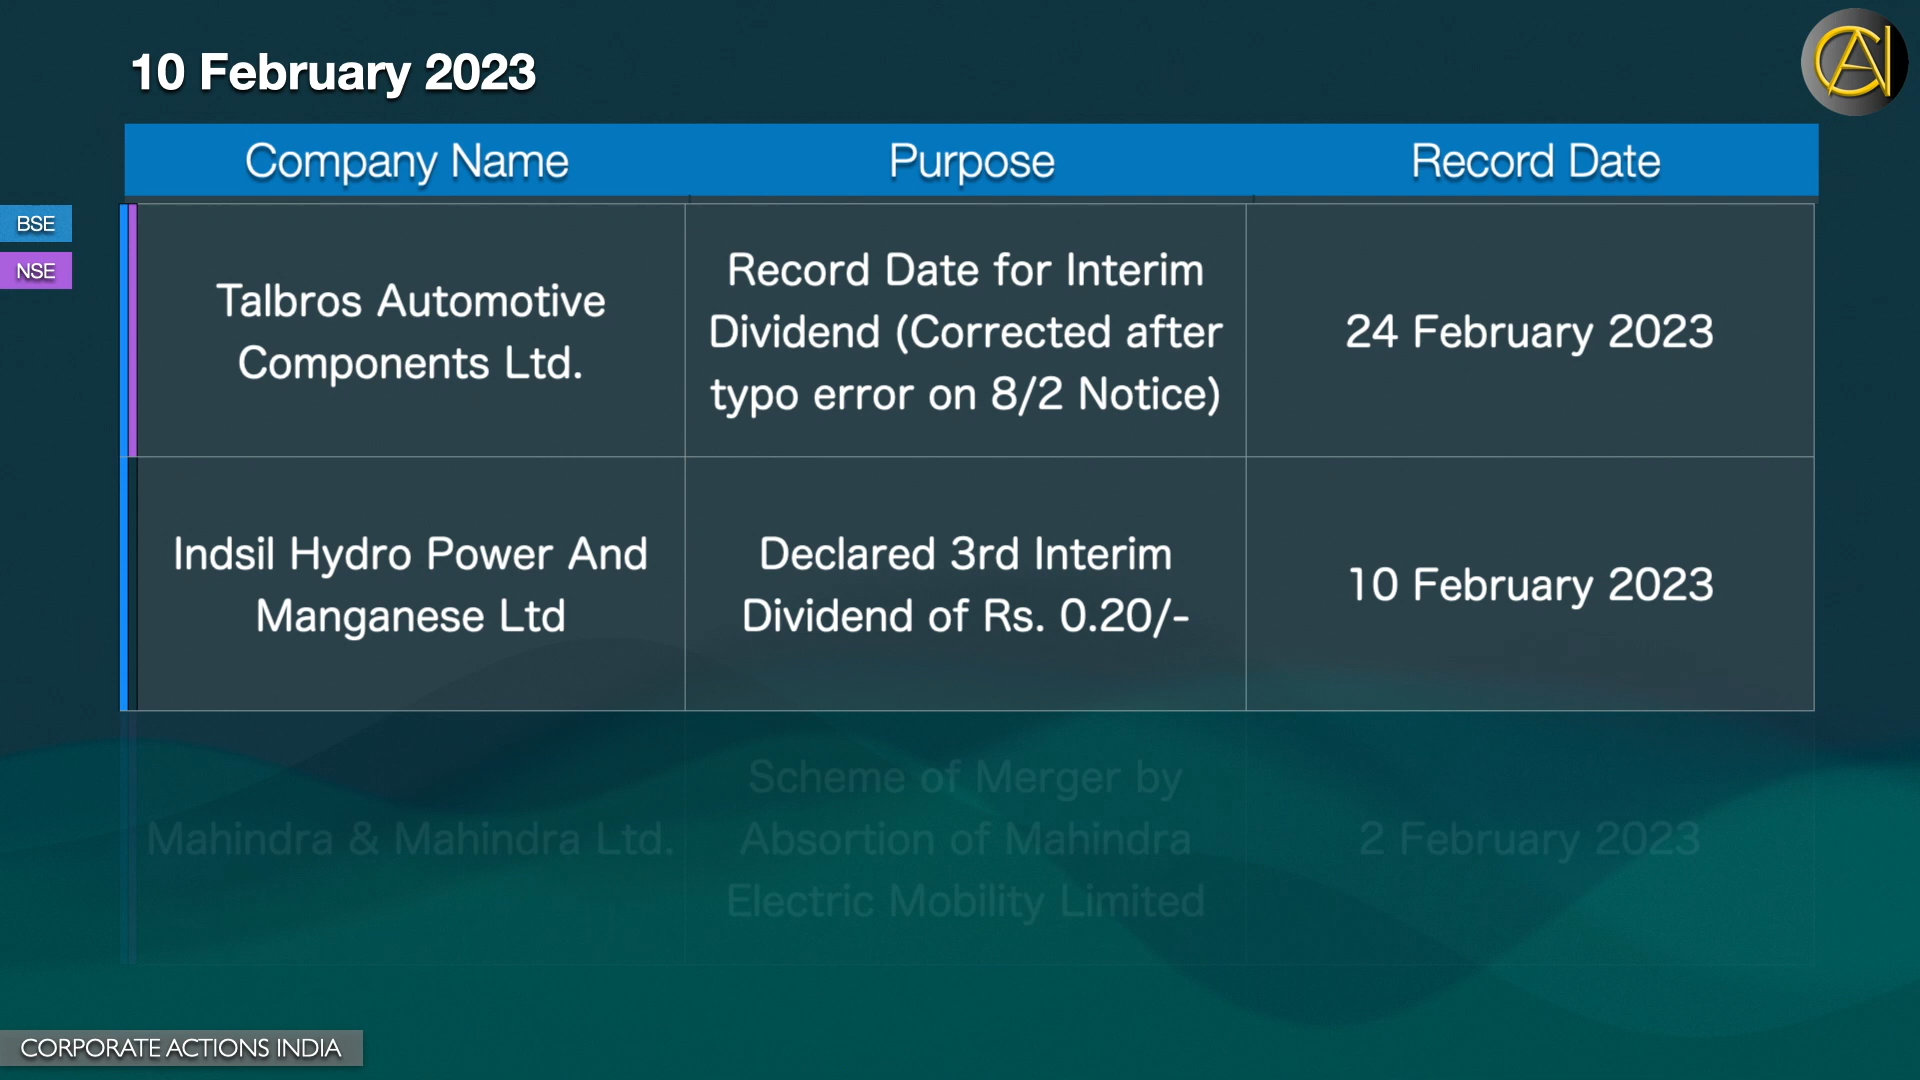 10 February 2023
CAI
Company Name
Purpose
Record Date
BSE
NSE
Talbros Automotive
Components Ltd.
Record Date for Interim
Dividend (Corrected after
typo error on 8/2 Notice)
24 February 2023
Indsil Hydro Power And
Manganese Ltd
Declared 3rd Interim
Dividend of Rs. 0.20/-
10 February 2023
Mahindra & Mahindra Ltd.
Scheme of Merger by
Absortion of Mahindra
Electric Mobility Limited
2 February 2023
CORPORATE ACTIONS INDIA